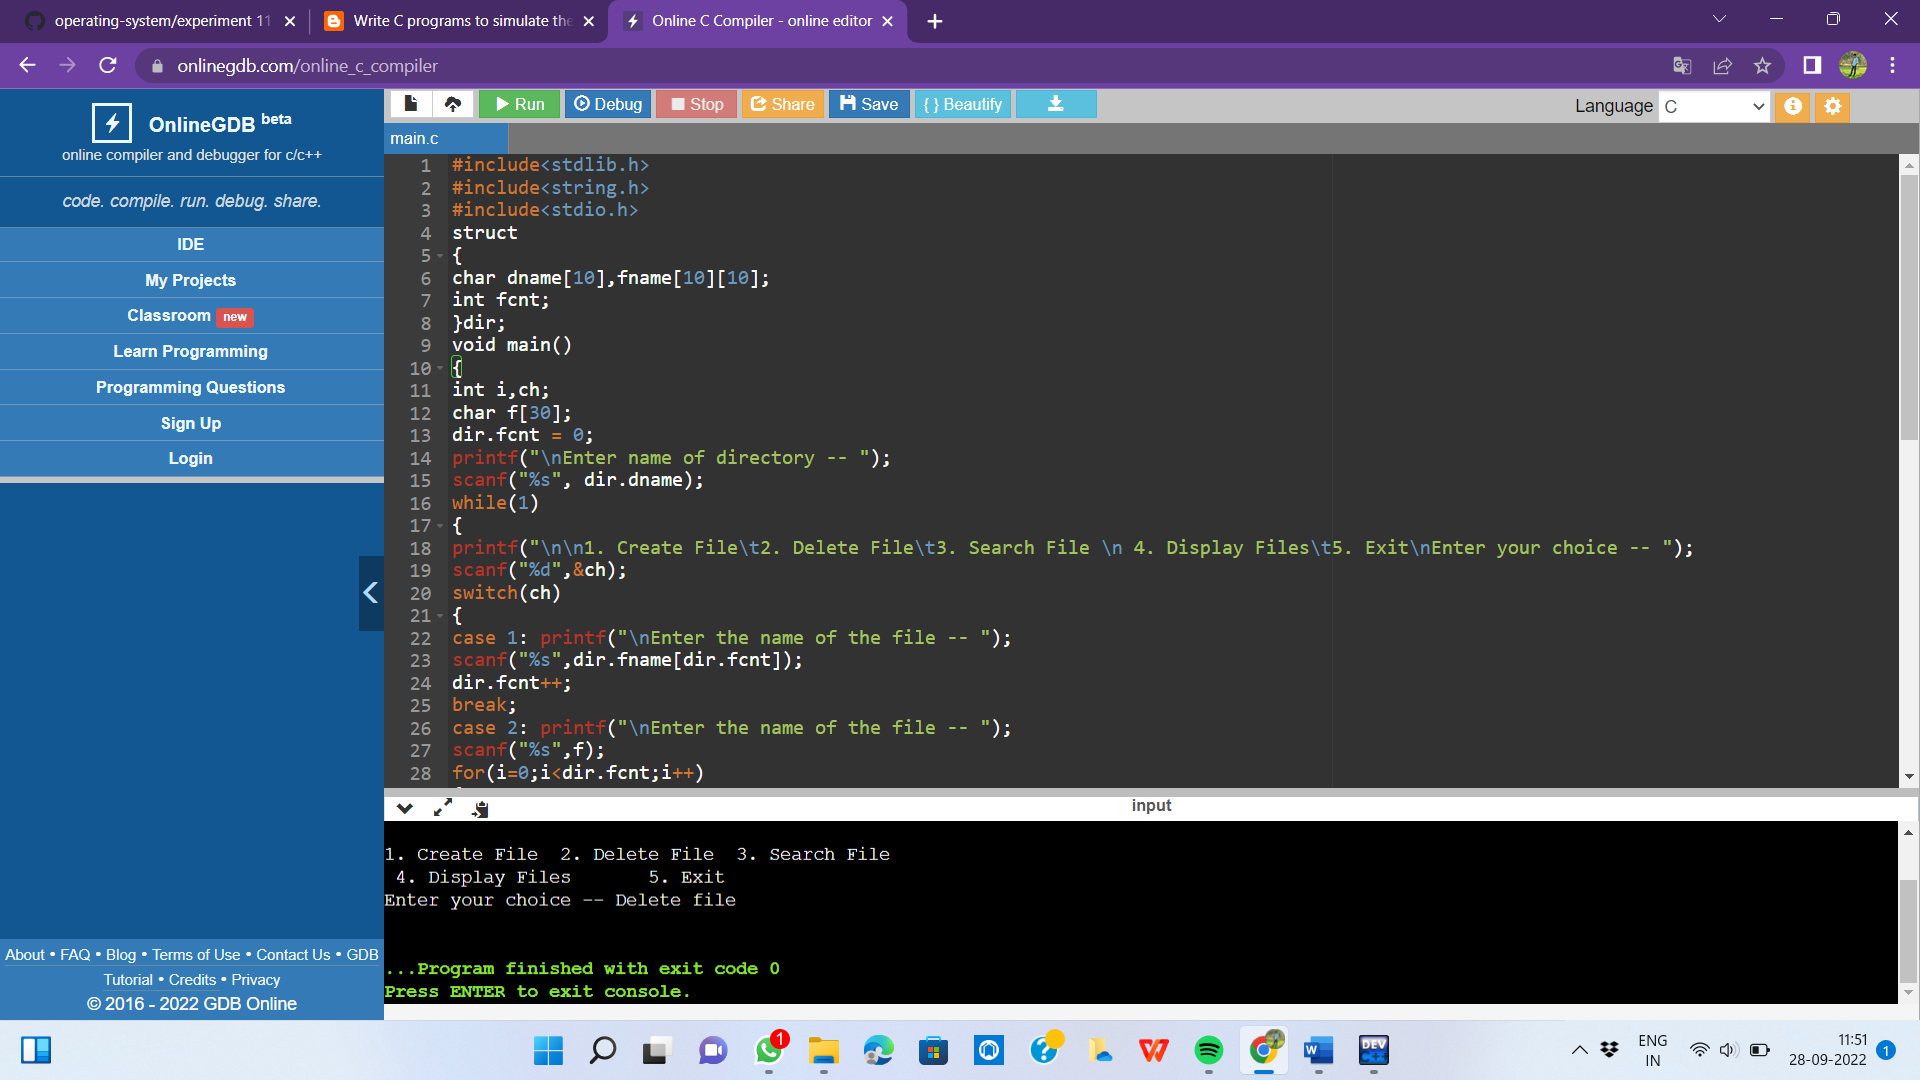 operating-system/experiment 11
Write C programs to simulate the
Online C Compiler - online editor
onlinegdb.com/online_c_compiler
Run
Debug
Stop
Share
Save
{ } Beautify
Language
C
OnlineGDB beta
online compiler and debugger for c/c++
code. compile. run. debug. share.
IDE
My Projects
Classroom new
Learn Programming
Programming Questions
Sign Up
Login
main.c
1 #include<stdlib.h>
2 #include<string.h>
3 #include<stdio.h>
4 struct
5 {
6 char dname[10],fname[10][10];
7 int fcnt;
8 }dir;
9 void main()
10 {
11 int i,ch;
12 char f[30];
13 dir.fcnt = 0;
14 printf("\nEnter name of directory -- ");
15 scanf("%s", dir.dname);
16 while(1)
17 {
18 printf("\n\n1. Create File\t2. Delete File\t3. Search File \n 4. Display Files\t5. Exit\nEnter your choice -- ");
19 scanf("%d",&ch);
20 switch(ch)
21 {
22 case 1: printf("\nEnter the name of the file -- ");
23 scanf("%s",dir.fname[dir.fcnt]);
24 dir.fcnt++;
25 break;
26 case 2: printf("\nEnter the name of the file -- ");
27 scanf("%s",f);
28 for(i=0;i<dir.fcnt;i++)
input
1. Create File  2. Delete File  3. Search File
4. Display Files       5. Exit
Enter your choice -- Delete file
...Program finished with exit code 0
Press ENTER to exit console.
About • FAQ • Blog • Terms of Use • Contact Us • GDB
Tutorial • Credits • Privacy
© 2016 - 2022 GDB Online
1
W
DEV
C++
ENG
IN
11:51
28-09-2022
1